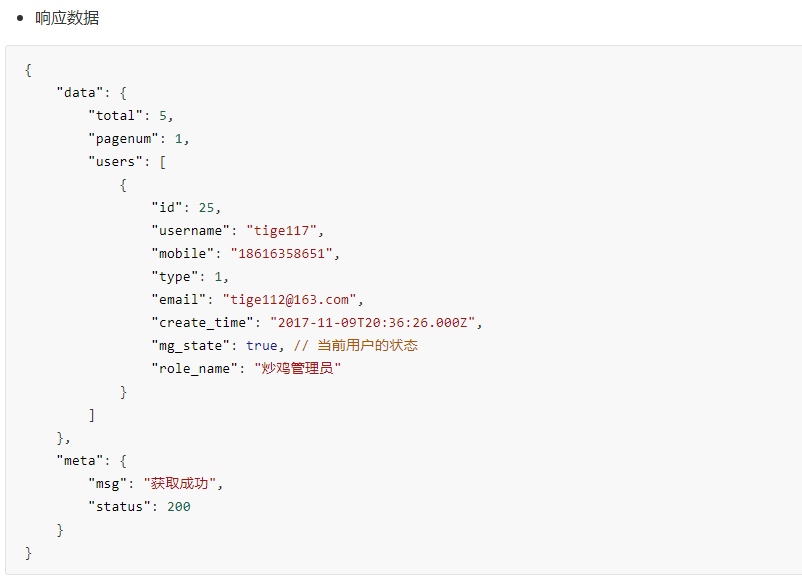 响应数据
{
    "data": {
        "total": 5,
        "pagenum": 1,
        "users": [
            {
                "id": 25,
                "username": "tige117",
                "mobile": "18616358651",
                "type": 1,
                "email": "tige112@163.com",
                "create_time": "2017-11-09T20:36:26.000Z",
                "mg_state": true, // 当前用户的状态
                "role_name": "炒鸡管理员"
            }
        ]
    },
    "meta": {
        "msg": "获取成功",
        "status": 200
    }
}